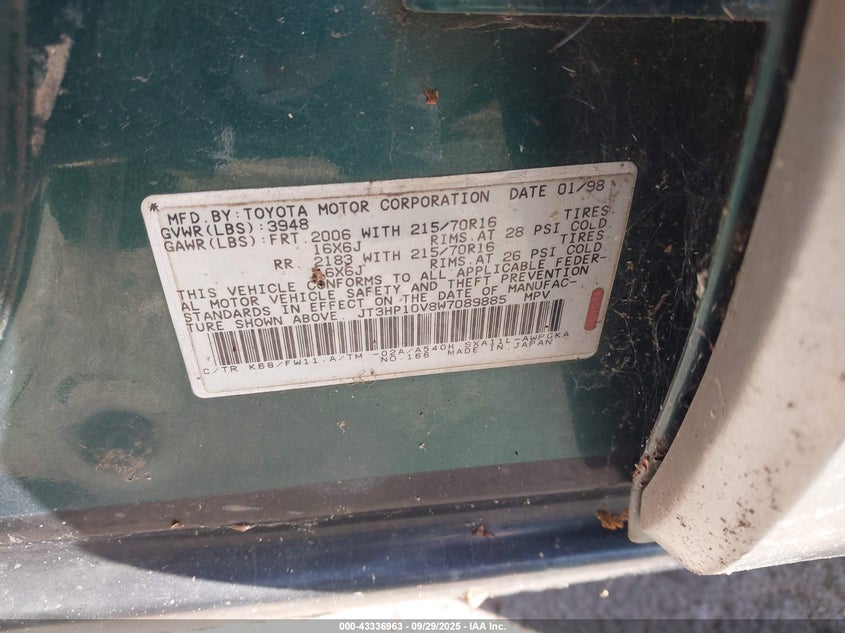 MFD. BY: TOYOTA MOTOR CORPORATION DATE 01/98
GVWR(LBS): 3948
GAWR(LBS): FRT. 2006 WITH 215/70R16 TIRES
16X6J RIMS. AT 28 PSI COLD
RR. 2183 WITH 215/70R16 TIRES
16X6J RIMS. AT 26 PSI COLD
THIS VEHICLE CONFORMS TO ALL APPLICABLE FEDER-
AL MOTOR VEHICLE SAFETY AND THEFT PREVENTION
STANDARDS IN EFFECT ON THE DATE OF MANUFAC-
TURE SHOWN ABOVE. JT3HP10V8W7089885 MPV
C/TR K68/FW11. A/TM -02A/A540H SXA11L-AWPGKA
NO. 166 MADE IN JAPAN
000-43336963 - 09/29/2025 - IAA Inc.